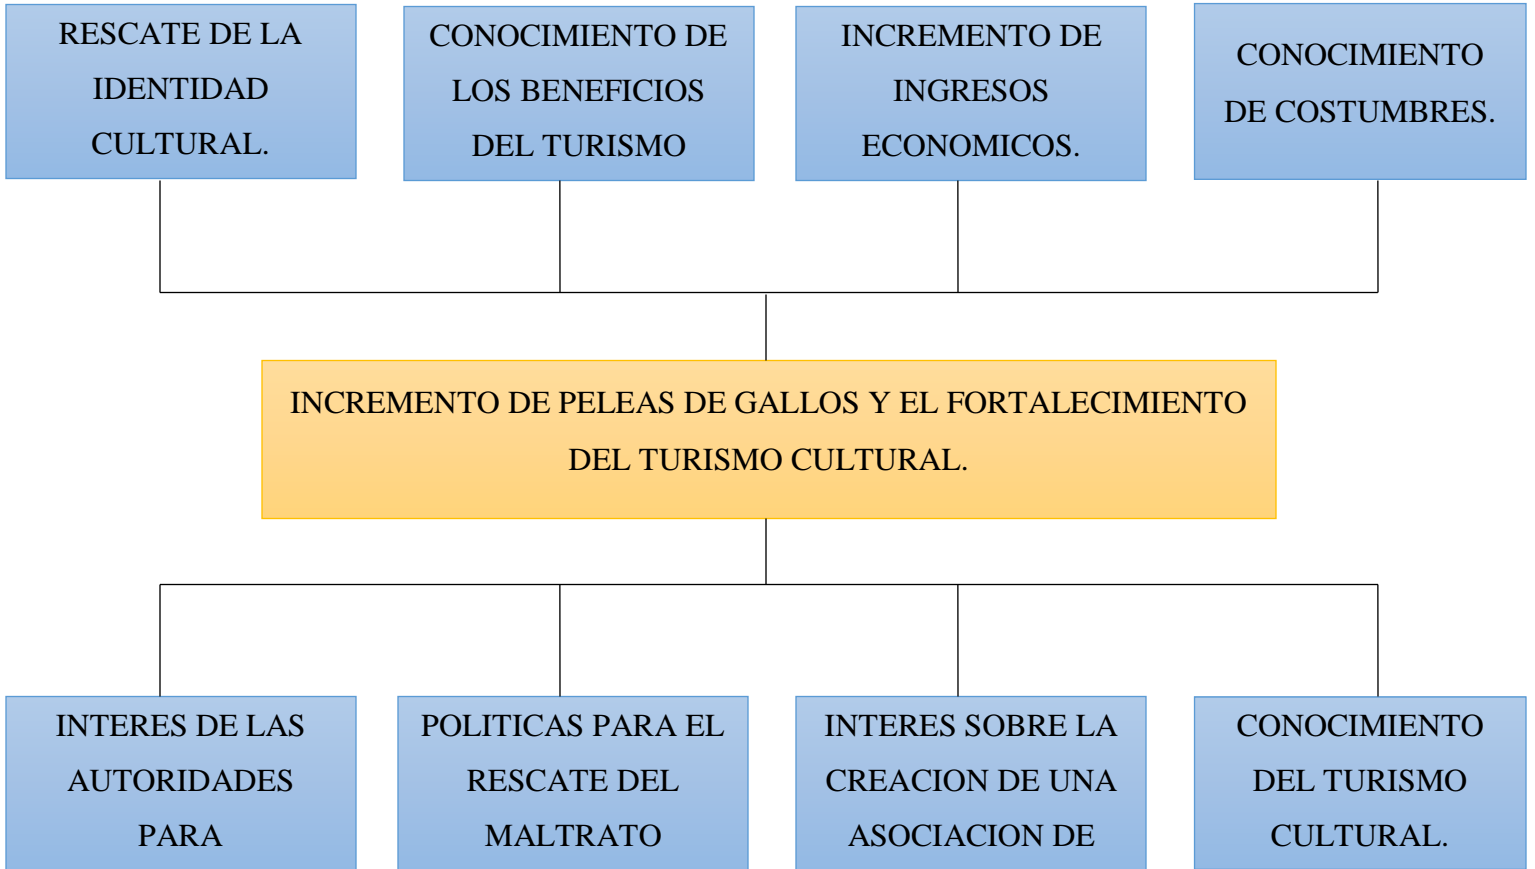 RESCATE DE LA
IDENTIDAD
CULTURAL.
CONOCIMIENTO DE
LOS BENEFICIOS
DEL TURISMO
INCREMENTO DE
INGRESOS
ECONOMICOS.
CONOCIMIENTO
DE COSTUMBRES.
INCREMENTO DE PELEAS DE GALLOS Y EL FORTALECIMIENTO
DEL TURISMO CULTURAL.
INTERES DE LAS
AUTORIDADES
PARA
POLITICAS PARA EL
RESCATE DEL
MALTRATO
INTERES SOBRE LA
CREACION DE UNA
ASOCIACION DE
CONOCIMIENTO
DEL TURISMO
CULTURAL.